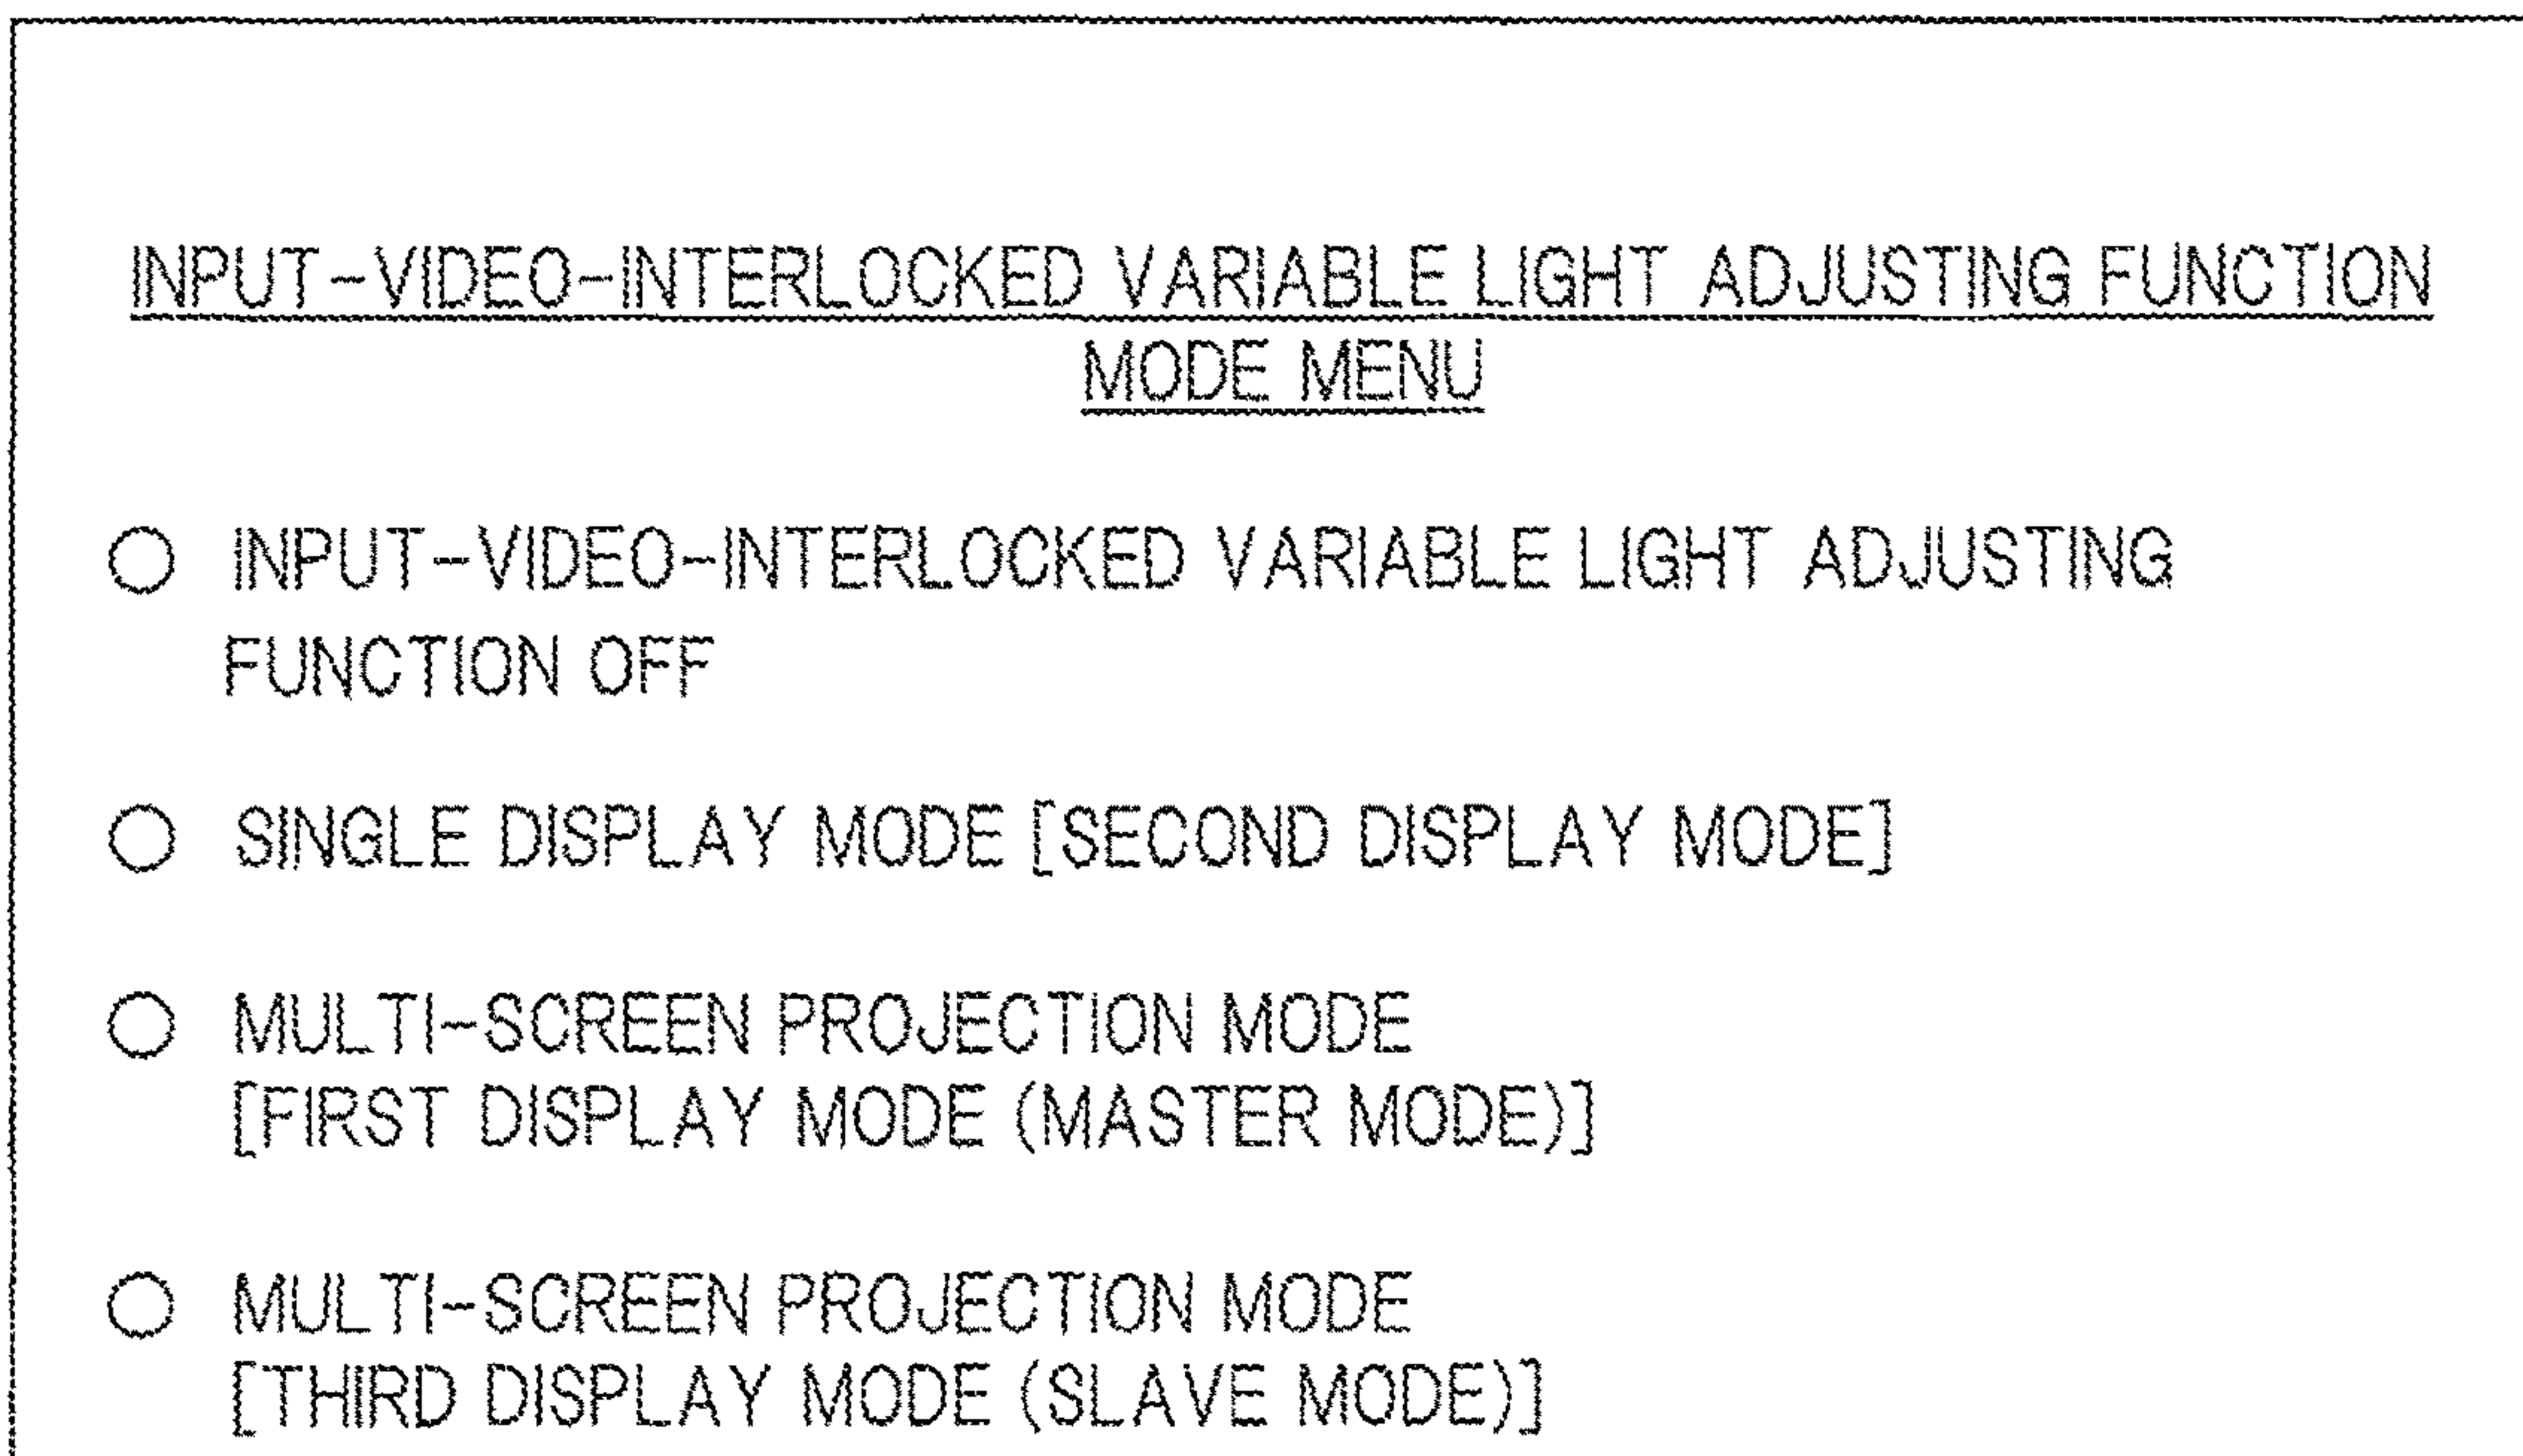 INPUT-VIDEO-INTERLOCKED VARIABLE LIGHT ADJUSTING FUNCTION
MODE MENU
INPUT-VIDEO-INTERLOCKED VARIABLE LIGHT ADJUSTING
FUNCTION OFF
SINGLE DISPLAY MODE [SECOND DISPLAY MODE]
MULTI-SCREEN PROJECTION MODE
[FIRST DISPLAY MODE (MASTER MODE)]
MULTI-SCREEN PROJECTION MODE
[THIRD DISPLAY MODE (SLAVE MODE)]